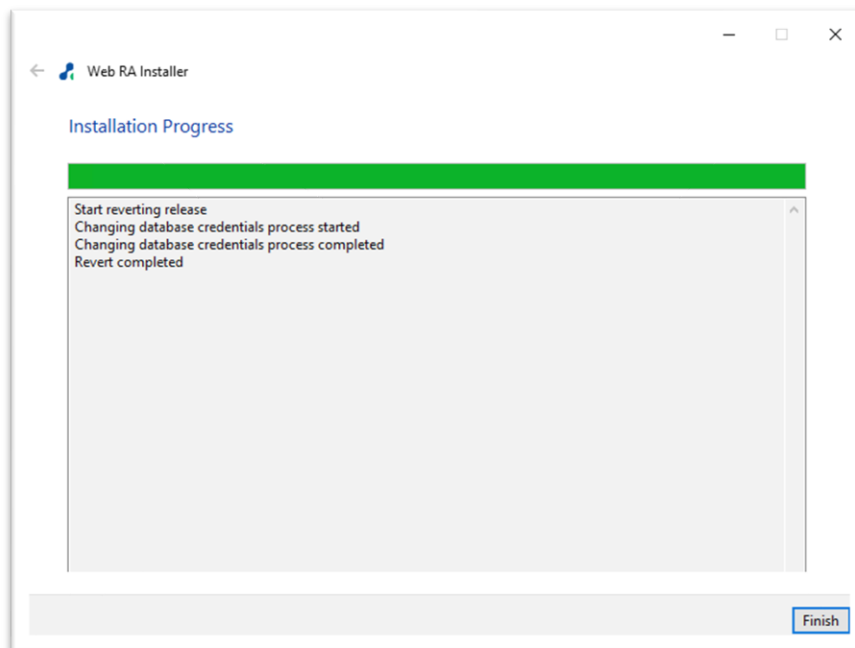 Web RA Installer
Installation Progress
Start reverting release
Changing database credentials process started
Changing database credentials process completed
Revert completed
Finish